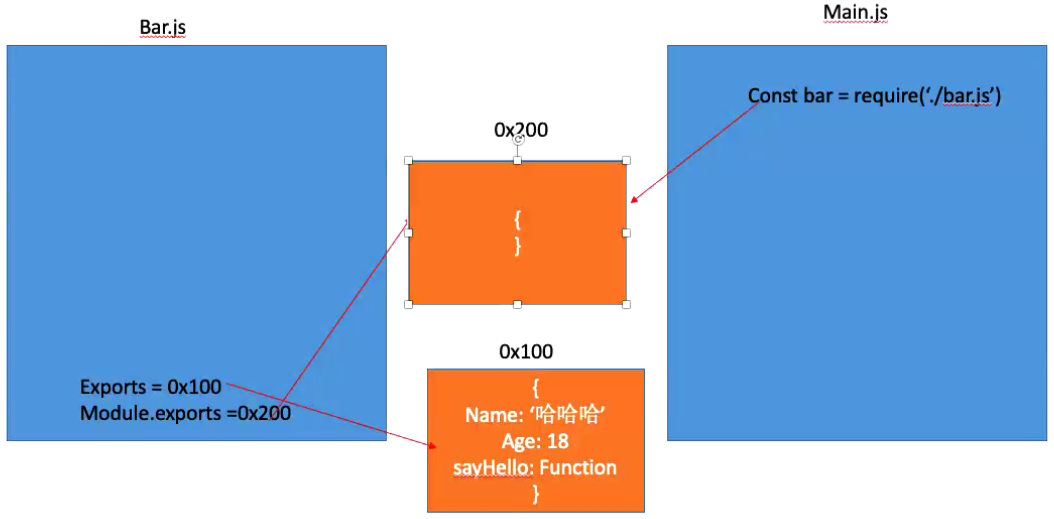 Bar.js
Main.js
Const bar = require(‘./bar.js’)
0x200
{
}
0x100
Exports = 0x100
Module.exports =0x200
{
Name: ‘哈哈哈’
Age: 18
sayHello: Function
}